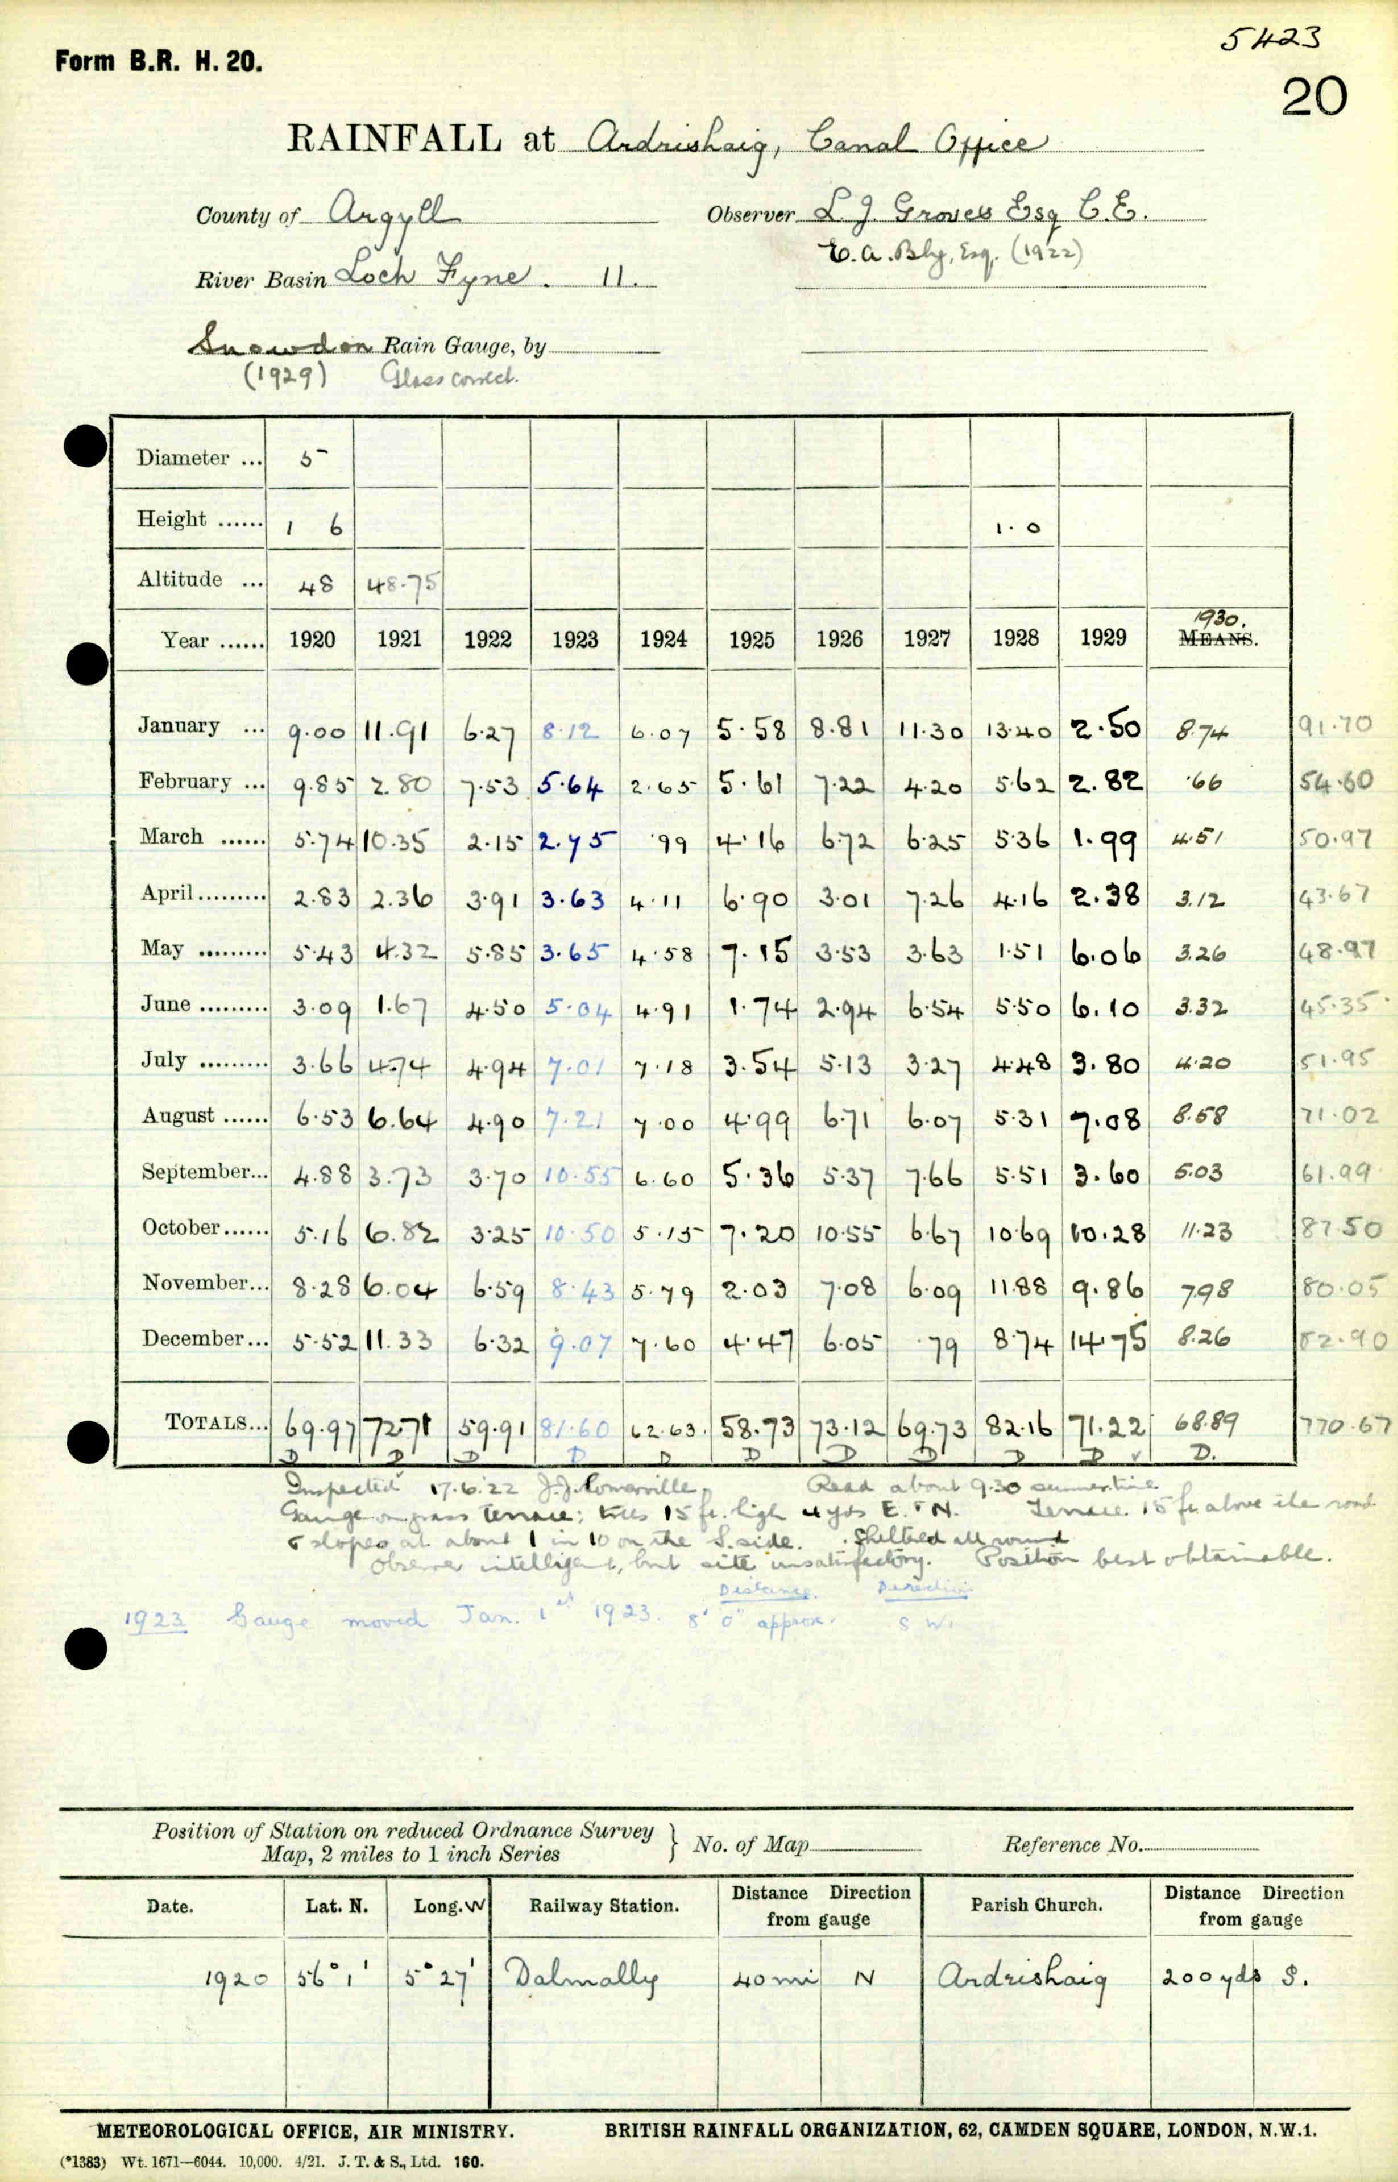 5423
Form B.R. H. 20.
20
RAINFALL at Ardrishaig, Canal Office
County of Argyll Observer L. J. Groves Esq C.E.
E. A. Bly, Esq. (1922)
River Basin Loch Fyne. 11.
Snowdon Rain Gauge, by
(1929) Glass correct.
Diameter ... 5
Height ...... 1 6 1.0
Altitude ... 48 48.75
1930.
Year ...... 1920 1921 1922 1923 1924 1925 1926 1927 1928 1929 MEANS.
January ... 9.00 11.91 6.27 8.12 6.07 5.58 8.81 11.30 13.40 2.50 8.74 91.70
February ... 9.85 2.80 7.53 5.64 2.65 5.61 7.22 4.20 5.62 2.82 .66 54.60
March ...... 5.74 10.35 2.15 2.75 .99 4.16 6.72 6.25 5.36 1.99 4.51 50.97
April ......... 2.83 2.36 3.91 3.63 4.11 6.90 3.01 7.26 4.16 2.38 3.12 43.67
May ......... 5.43 4.32 5.85 3.65 4.58 7.15 3.53 3.63 1.51 6.06 3.26 48.97
June ......... 3.09 1.67 4.50 5.04 4.91 1.74 2.94 6.54 5.50 6.10 3.32 45.35
July ......... 3.66 4.74 4.94 7.01 7.18 3.54 5.13 3.27 4.48 3.80 4.20 51.95
August ...... 6.53 6.64 4.90 7.21 7.00 4.99 6.71 6.07 5.31 7.08 8.58 71.02
September... 4.88 3.73 3.70 10.55 6.60 5.36 5.37 7.66 5.51 3.60 5.03 61.99
October ...... 5.16 6.82 3.25 10.50 5.15 7.20 10.55 6.67 10.69 10.28 11.23 87.50
November... 8.28 6.04 6.59 8.43 5.79 2.03 7.08 6.09 11.88 9.86 7.98 80.05
December... 5.52 11.33 6.32 9.07 7.60 4.47 6.05 .79 8.74 14.75 8.26 82.90
TOTALS... 69.97 72.71 59.91 81.60 62.63 58.73 73.12 69.73 82.16 71.22 68.89 770.67
D D D D D D D D D D D.
Inspected 17.6.22 J.J. Somerville. Read about 9.30 summertime
Gauge on grass terrace; trees 15 ft. high 4 yds E. & N. Terrace 15 ft above the road
& slopes at about 1 in 10 on the S. side. Sheltered all round
Observer intelligent, but site unsatisfactory. Position best obtainable.
Distance. Direction
1923 Gauge moved Jan. 1st 1923. 8' 0" approx. S W.
Position of Station on reduced Ordnance Survey Map, 2 miles to 1 inch Series } No. of Map Reference No.
Date. Lat. N. Long. W Railway Station. Distance Direction from gauge Parish Church. Distance Direction from gauge
1920 56° 1' 5° 27' Dalmally 40 mi N Ardrishaig 200 yds S.
METEOROLOGICAL OFFICE, AIR MINISTRY. BRITISH RAINFALL ORGANIZATION, 62, CAMDEN SQUARE, LONDON, N.W.1.
(*1383) Wt. 1671—6044. 10,000. 4/21. J. T. & S., Ltd. 160.